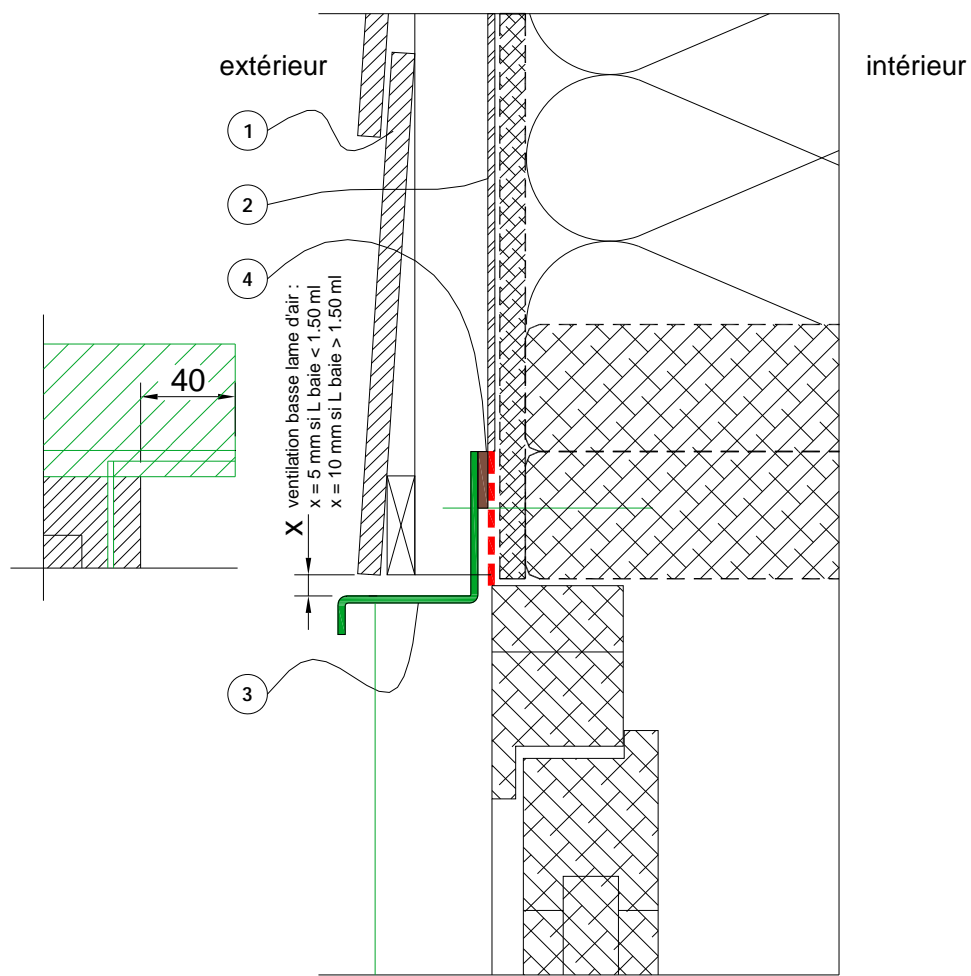 extérieur
intérieur
1
2
4
ventilation basse lame d'air :
x = 5 mm si L baie < 1.50 ml
x = 10 mm si L baie > 1.50 ml
X
40
3